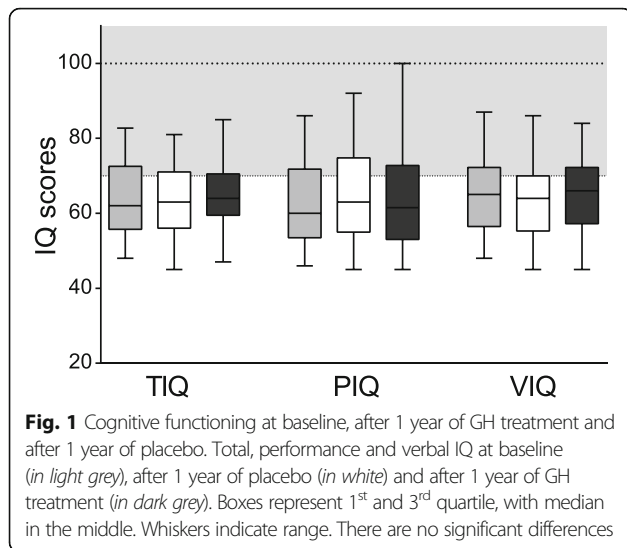 100
80
60
40
20
IQ scores
TIQ PIQ VIQ
Fig. 1 Cognitive functioning at baseline, after 1 year of GH treatment and
after 1 year of placebo. Total, performance and verbal IQ at baseline
(in light grey), after 1 year of placebo (in white) and after 1 year of GH
treatment (in dark grey). Boxes represent 1st and 3rd quartile, with median
in the middle. Whiskers indicate range. There are no significant differences